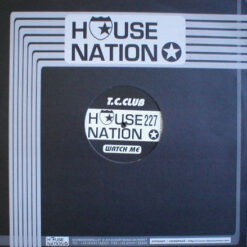 HOUSE
NATION
T.C. CLUB
HOUSE 227
NATION
WATCH ME
HOUSE
NATION